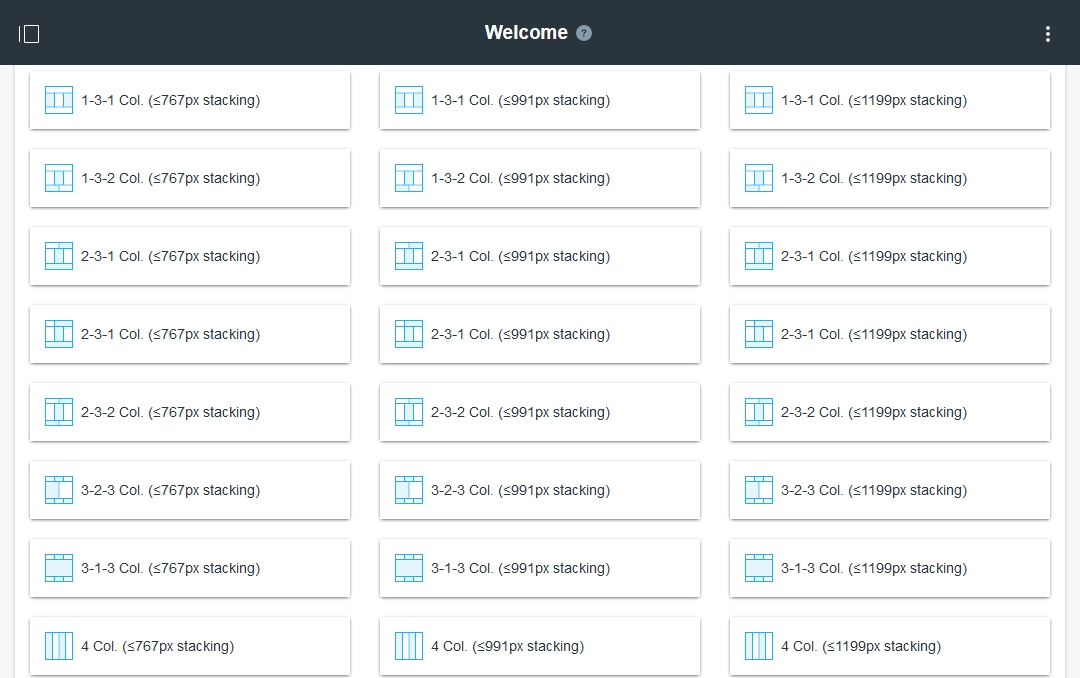 Welcome ?
1-3-1 Col. (≤767px stacking)
1-3-1 Col. (≤991px stacking)
1-3-1 Col. (≤1199px stacking)
1-3-2 Col. (≤767px stacking)
1-3-2 Col. (≤991px stacking)
1-3-2 Col. (≤1199px stacking)
2-3-1 Col. (≤767px stacking)
2-3-1 Col. (≤991px stacking)
2-3-1 Col. (≤1199px stacking)
2-3-1 Col. (≤767px stacking)
2-3-1 Col. (≤991px stacking)
2-3-1 Col. (≤1199px stacking)
2-3-2 Col. (≤767px stacking)
2-3-2 Col. (≤991px stacking)
2-3-2 Col. (≤1199px stacking)
3-2-3 Col. (≤767px stacking)
3-2-3 Col. (≤991px stacking)
3-2-3 Col. (≤1199px stacking)
3-1-3 Col. (≤767px stacking)
3-1-3 Col. (≤991px stacking)
3-1-3 Col. (≤1199px stacking)
4 Col. (≤767px stacking)
4 Col. (≤991px stacking)
4 Col. (≤1199px stacking)